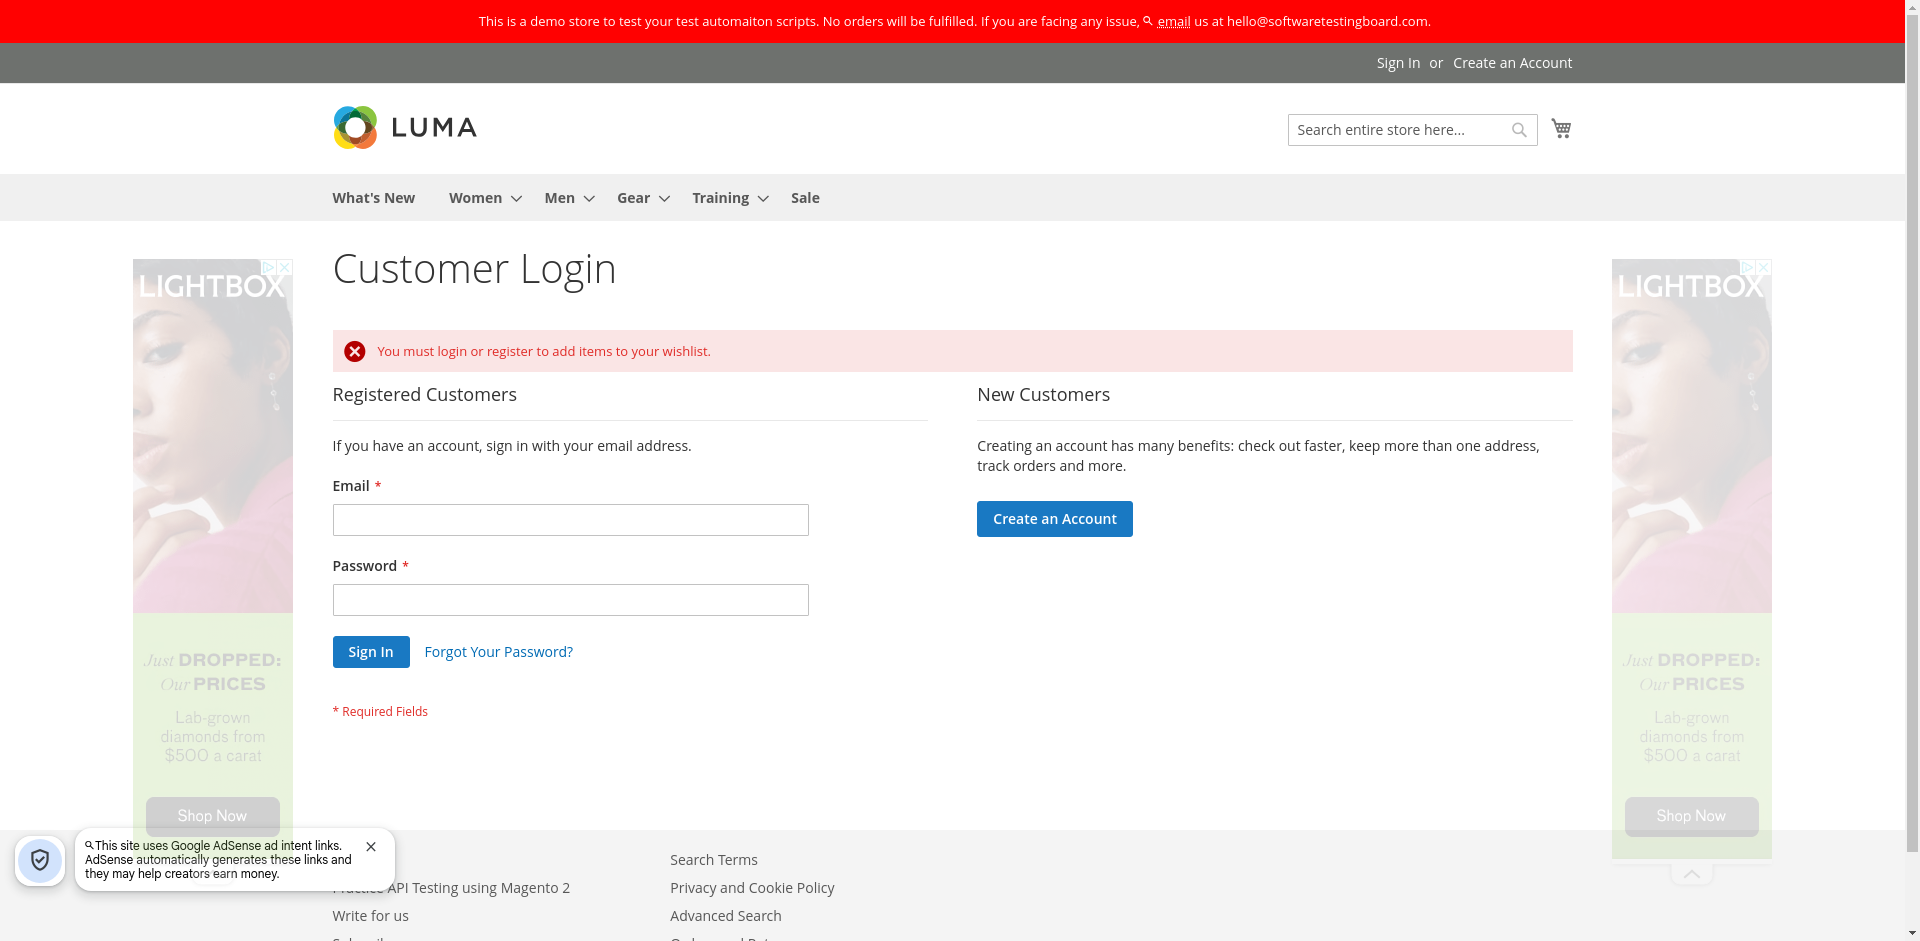 This is a demo store to test your test automaiton scripts. No orders will be fulfilled. If you are facing any issue, email us at hello@softwaretestingboard.com.
Sign In or Create an Account
LUMA
Search entire store here...
What's New Women Men Gear Training Sale
Customer Login
You must login or register to add items to your wishlist.
Registered Customers
If you have an account, sign in with your email address.
Email *
Password *
Sign In Forgot Your Password?
* Required Fields
New Customers
Creating an account has many benefits: check out faster, keep more than one address,
track orders and more.
Create an Account
LIGHTBOX
Just DROPPED:
Our PRICES
Lab-grown
diamonds from
$500 a carat
Shop Now
LIGHTBOX
Just DROPPED:
Our PRICES
Lab-grown
diamonds from
$500 a carat
Shop Now
This site uses Google AdSense ad intent links.
AdSense automatically generates these links and
they may help creators earn money.
Practice API Testing using Magento 2
Write for us
Search Terms
Privacy and Cookie Policy
Advanced Search